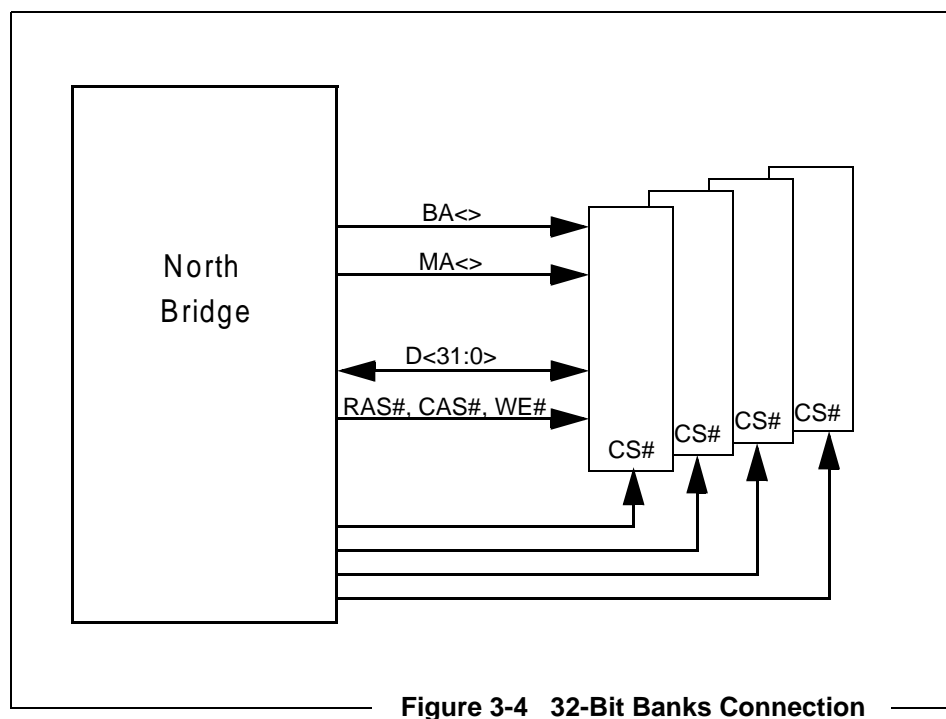 North
Bridge
BA<>
MA<>
D<31:0>
RAS#, CAS#, WE#
CS#
CS#
CS#
CS#
Figure 3-4 32-Bit Banks Connection